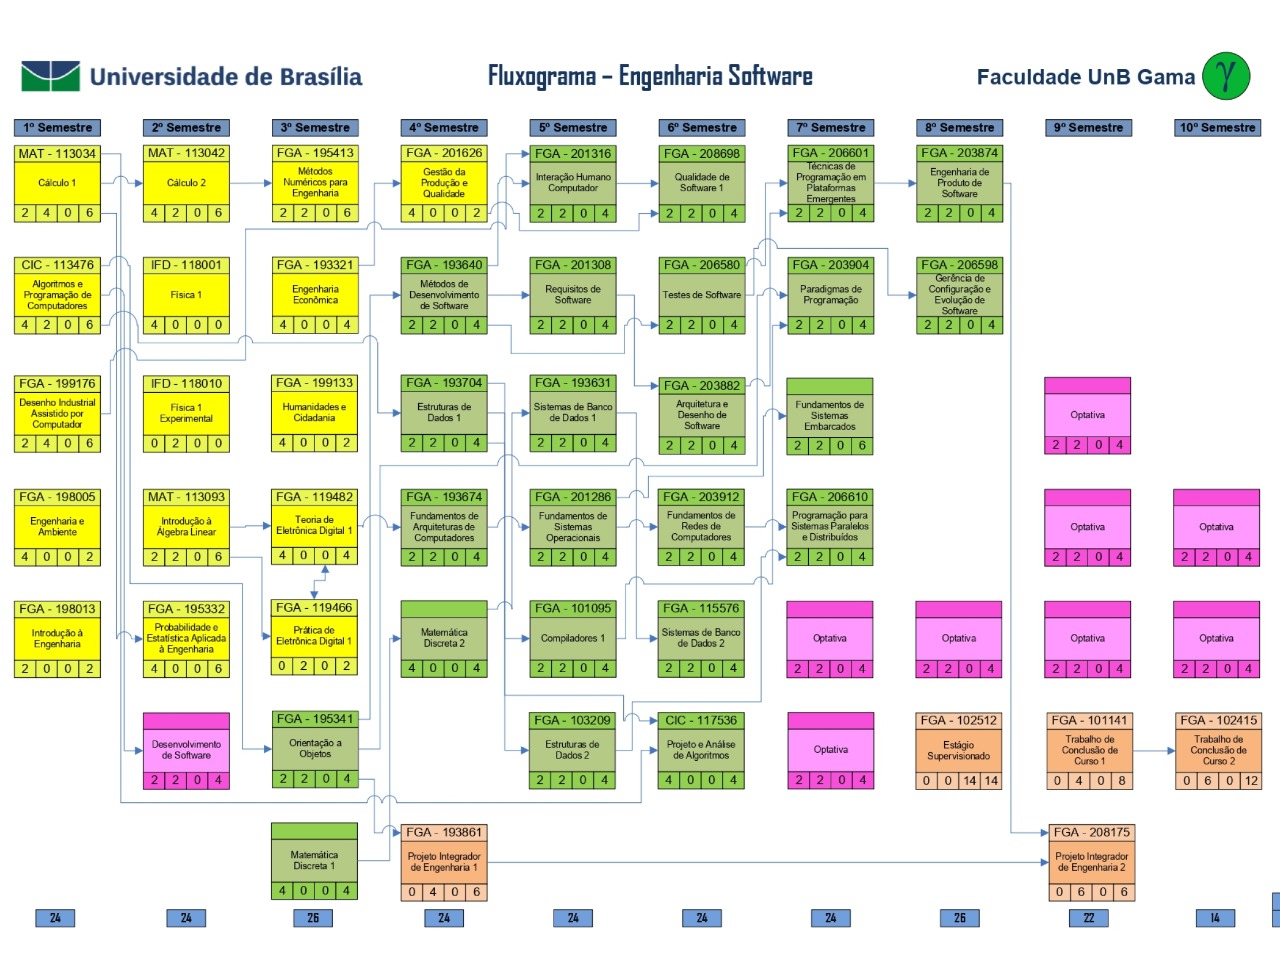 Universidade de Brasília
Fluxograma – Engenharia Software
Faculdade UnB Gama
γ
1º Semestre
2º Semestre
3º Semestre
4º Semestre
5º Semestre
6º Semestre
7º Semestre
8º Semestre
9º Semestre
10º Semestre
MAT - 113034
Cálculo 1
2 4 0 6
MAT - 113042
Cálculo 2
4 2 0 6
FGA - 195413
Métodos
Numéricos para
Engenharia
2 2 0 6
FGA - 201626
Gestão da
Produção e
Qualidade
4 0 0 2
FGA - 201316
Interação Humano
Computador
2 2 0 4
FGA - 208698
Qualidade de
Software 1
2 2 0 4
FGA - 206601
Técnicas de
Programação em
Plataformas
Emergentes
2 2 0 4
FGA - 203874
Engenharia de
Produto de
Software
2 2 0 4
CIC - 113476
Algoritmos e
Programação de
Computadores
4 2 0 6
IFD - 118001
Física 1
4 0 0 0
FGA - 193321
Engenharia
Econômica
4 0 0 4
FGA - 193640
Métodos de
Desenvolvimento
de Software
2 2 0 4
FGA - 201308
Requisitos de
Software
2 2 0 4
FGA - 206580
Testes de Software
2 2 0 4
FGA - 203904
Paradigmas de
Programação
2 2 0 4
FGA - 206598
Gerência de
Configuração e
Evolução de
Software
2 2 0 4
FGA - 199176
Desenho Industrial
Assistido por
Computador
2 4 0 6
IFD - 118010
Física 1
Experimental
0 2 0 0
FGA - 199133
Humanidades e
Cidadania
4 0 0 2
FGA - 193704
Estruturas de
Dados 1
2 2 0 4
FGA - 193631
Sistemas de Banco
de Dados 1
2 2 0 4
FGA - 203882
Arquitetura e
Desenho de
Software
2 2 0 4
Fundamentos de
Sistemas
Embarcados
2 2 0 6
Optativa
2 2 0 4
FGA - 198005
Engenharia e
Ambiente
4 0 0 2
MAT - 113093
Introdução à
Álgebra Linear
2 2 0 6
FGA - 119482
Teoria de
Eletrônica Digital 1
4 0 0 4
FGA - 193674
Fundamentos de
Arquiteturas de
Computadores
2 2 0 4
FGA - 201286
Fundamentos de
Sistemas
Operacionais
2 2 0 4
FGA - 203912
Fundamentos de
Redes de
Computadores
2 2 0 4
FGA - 206610
Programação para
Sistemas Paralelos
e Distribuídos
2 2 0 4
Optativa
2 2 0 4
Optativa
2 2 0 4
FGA - 198013
Introdução à
Engenharia
2 0 0 2
FGA - 195332
Probabilidade e
Estatística Aplicada
à Engenharia
4 0 0 6
FGA - 119466
Prática de
Eletrônica Digital 1
0 2 0 2
Matemática
Discreta 2
4 0 0 4
FGA - 101095
Compiladores 1
2 2 0 4
FGA - 115576
Sistemas de Banco
de Dados 2
2 2 0 4
Optativa
2 2 0 4
Optativa
2 2 0 4
Optativa
2 2 0 4
Optativa
2 2 0 4
Desenvolvimento
de Software
2 2 0 4
FGA - 195341
Orientação a
Objetos
2 2 0 4
FGA - 103209
Estruturas de
Dados 2
2 2 0 4
CIC - 117536
Projeto e Análise
de Algoritmos
4 0 0 4
Optativa
2 2 0 4
FGA - 102512
Estágio
Supervisionado
0 0 14 14
FGA - 101141
Trabalho de
Conclusão de
Curso 1
0 4 0 8
FGA - 102415
Trabalho de
Conclusão de
Curso 2
0 6 0 12
Matemática
Discreta 1
4 0 0 4
FGA - 193861
Projeto Integrador
de Engenharia 1
0 4 0 6
FGA - 208175
Projeto Integrador
de Engenharia 2
0 6 0 6
24
24
26
24
24
24
24
26
22
14